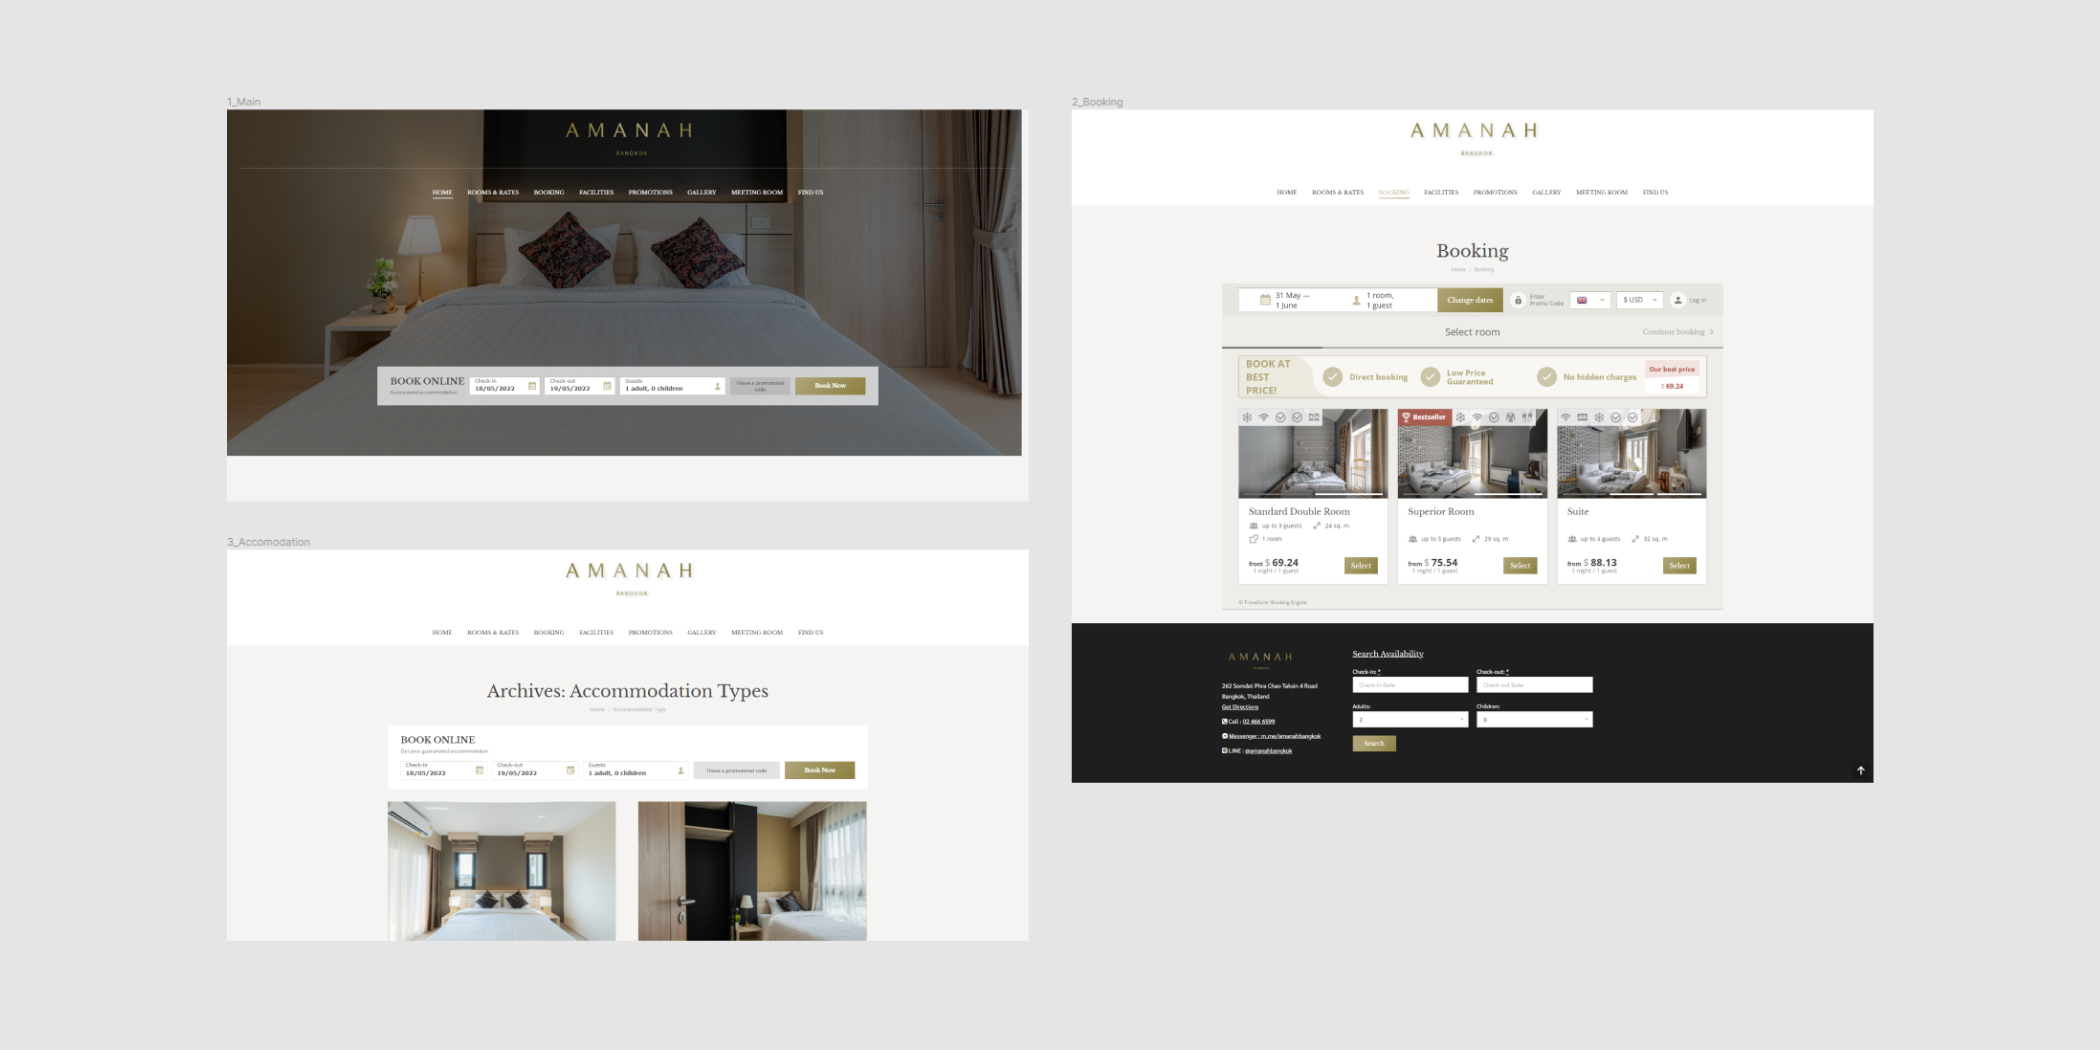 1_Main
AMANAH
BANGKOK
HOME ROOMS & RATES BOOKING FACILITIES PROMOTIONS GALLERY MEETING ROOM FIND US
BOOK ONLINE
Guaranteed accommodation
Check-in
18/05/2022
Check-out
19/05/2022
Guests
1 adult, 0 children
I have a promotional
code
Book Now
3_Accomodation
AMANAH
BANGKOK
HOME ROOMS & RATES BOOKING FACILITIES PROMOTIONS GALLERY MEETING ROOM FIND US
Archives: Accommodation Types
Home / Accommodation Type
BOOK ONLINE
Get your guaranteed accommodation
Check-in
18/05/2022
Check-out
19/05/2022
Guests
1 adult, 0 children
I have a promotional code
Book Now
2_Booking
AMANAH
BANGKOK
HOME ROOMS & RATES BOOKING FACILITIES PROMOTIONS GALLERY MEETING ROOM FIND US
Booking
Home / Booking
31 May —
1 June
1 room,
1 guest
Change dates
Enter
Promo Code
$ USD
Log in
Select room
Continue booking
BOOK AT
BEST
PRICE!
Direct booking
Low Price
Guaranteed
No hidden charges
Our best price
$ 69.24
Standard Double Room
up to 3 guests 24 sq. m
1 room
from $ 69.24
1 night / 1 guest
Select
Bestseller
Superior Room
up to 3 guests 29 sq. m
from $ 75.54
1 night / 1 guest
Select
Suite
up to 4 guests 32 sq. m
from $ 88.13
1 night / 1 guest
Select
© TravelLine: Booking Engine
AMANAH
262 Somdet Phra Chao Taksin 4 Road
Bangkok, Thailand
Get Directions
Call : 02 466 6599
Messenger : m.me/amanahbangkok
LINE : @amanahbangkok
Search Availability
Check-in: *
Check-in Date
Check-out: *
Check-out Date
Adults:
2
Children:
0
Search